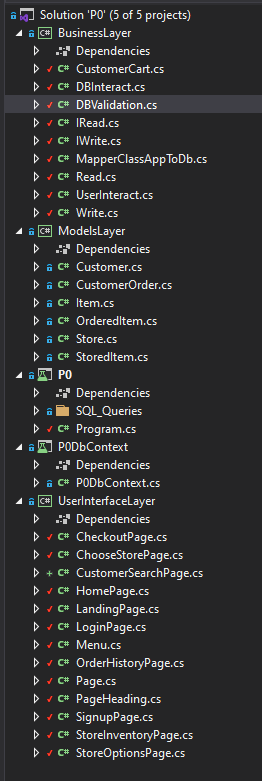 Solution 'P0' (5 of 5 projects)
C# BusinessLayer
Dependencies
C# CustomerCart.cs
C# DBInteract.cs
C# DBValidation.cs
C# IRead.cs
C# IWrite.cs
C# MapperClassAppToDb.cs
C# Read.cs
C# UserInteract.cs
C# Write.cs
C# ModelsLayer
Dependencies
C# Customer.cs
C# CustomerOrder.cs
C# Item.cs
C# OrderedItem.cs
C# Store.cs
C# StoredItem.cs
P0
Dependencies
SQL_Queries
C# Program.cs
P0DbContext
Dependencies
C# P0DbContext.cs
C# UserInterfaceLayer
Dependencies
C# CheckoutPage.cs
C# ChooseStorePage.cs
C# CustomerSearchPage.cs
C# HomePage.cs
C# LandingPage.cs
C# LoginPage.cs
C# Menu.cs
C# OrderHistoryPage.cs
C# Page.cs
C# PageHeading.cs
C# SignupPage.cs
C# StoreInventoryPage.cs
C# StoreOptionsPage.cs